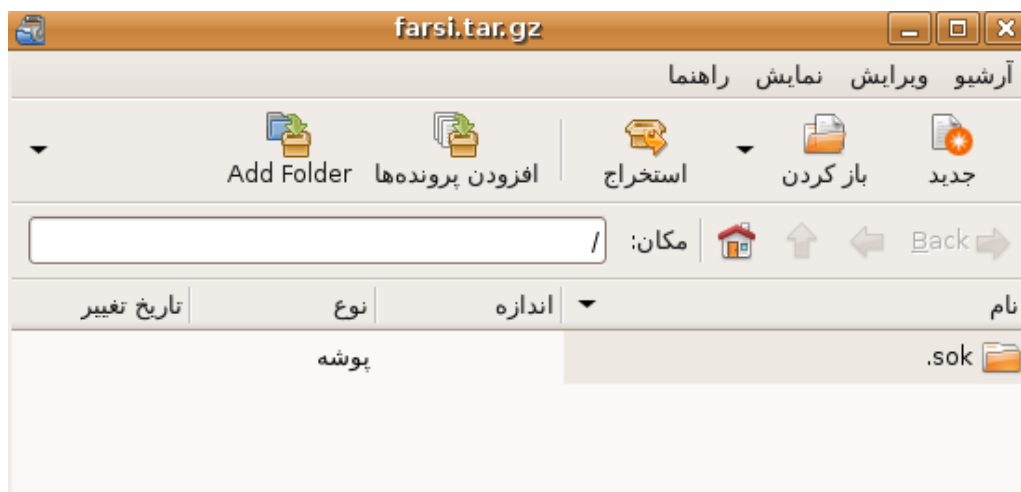 farsi.tar.gz
آرشیو ویرایش نمایش راهنما
جدید باز کردن استخراج افزودن پرونده‌ها Add Folder
Back مکان: /
نام اندازه نوع تاریخ تغییر
.sok پوشه